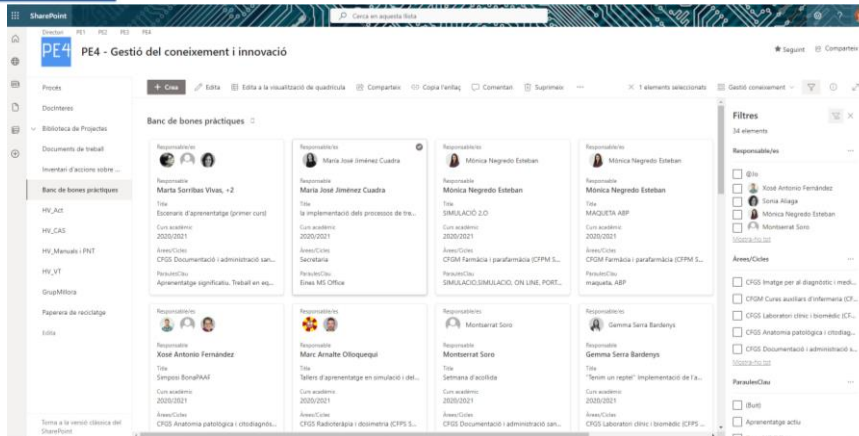 SharePoint
Cerca en aquesta llista
Directori PE1 PE2 PE3 PE4
PE4
PE4 - Gestió del coneixement i innovació
Seguint
Comparteix
Procés
DocInteres
Biblioteca de Projectes
Documents de treball
Inventari d'accions sobre ...
Banc de bones pràctiques
HV_Act
HV_CAS
HV_Manuals i PNT
HV_VT
GrupMillora
Paperera de reciclatge
Edita
Torna a la versió clàssica del
SharePoint
+ Crea
Edita
Edita a la visualització de quadrícula
Comparteix
Copia l'enllaç
Comentari
Suprimeix
...
1 elements seleccionats
Gestió coneixement
Banc de bones pràctiques
Responsable/es
Responsable
Marta Sorribas Vivas, +2
Títle
Escenaris d'aprenentatge (primer curs)
Curs acadèmic
2020/2021
Àrees/Cicles
CFGS Documentació i administració san...
ParaulesClau
Aprenentatge significatiu. Treball en eq...
Responsable/es
Maria José Jiménez Cuadra
Responsable
Maria José Jiménez Cuadra
Títle
la implementació dels processos de tre...
Curs acadèmic
2020/2021
Àrees/Cicles
Secretaria
ParaulesClau
Eines MS Office
Responsable/es
Mònica Negredo Esteban
Responsable
Mònica Negredo Esteban
Títle
SIMULACIÓ 2.0
Curs acadèmic
2020/2021
Àrees/Cicles
CFGM Farmàcia i parafarmàcia (CFPM S...
ParaulesClau
SIMULACIO,SIMULACIO, ON LINE, PORT...
Responsable/es
Mònica Negredo Esteban
Responsable
Mònica Negredo Esteban
Títle
MAQUETA ABP
Curs acadèmic
2020/2021
Àrees/Cicles
CFGM Farmàcia i parafarmàcia (CFPM S...
ParaulesClau
maqueta, ABP
Responsable/es
Responsable
Xosé Antonio Fernández
Títle
Simposi BonaPAAF
Curs acadèmic
2020/2021
Àrees/Cicles
CFGS Anatomia patològica i citodiagnòs...
Responsable/es
Responsable
Marc Arnalte Olloquequi
Títle
Tallers d'aprenentatge en simulació i del...
Curs acadèmic
2020/2021
Àrees/Cicles
CFGS Radioteràpia i dosimetria (CFPS S...
Responsable/es
Montserrat Soro
Responsable
Montserrat Soro
Títle
Setmana d'acollida
Curs acadèmic
2020/2021
Àrees/Cicles
CFGS Documentació i administració san...
Responsable/es
Gemma Serra Bardenys
Responsable
Gemma Serra Bardenys
Títle
"Tenim un repte!" Implementació de l'a...
Curs acadèmic
2020/2021
Àrees/Cicles
CFGS Laboratori clínic i biomèdic (CFPS ...
Filtres
34 elements
Responsable/es
...
Xosé Antonio Fernández
Sonia Aliaga
Mònica Negredo Esteban
Montserrat Soro
Mostra-ho tot
Àrees/Cicles
...
CFGS Imatge per al diagnòstic i medi...
CFGM Cures auxiliars d'infermeria (CF...
CFGS Laboratori clínic i biomèdic (CF...
CFGS Anatomia patològica i citodiag...
CFGS Documentació i administració s...
Mostra-ho tot
ParaulesClau
...
(Buit)
Aprenentatge actiu